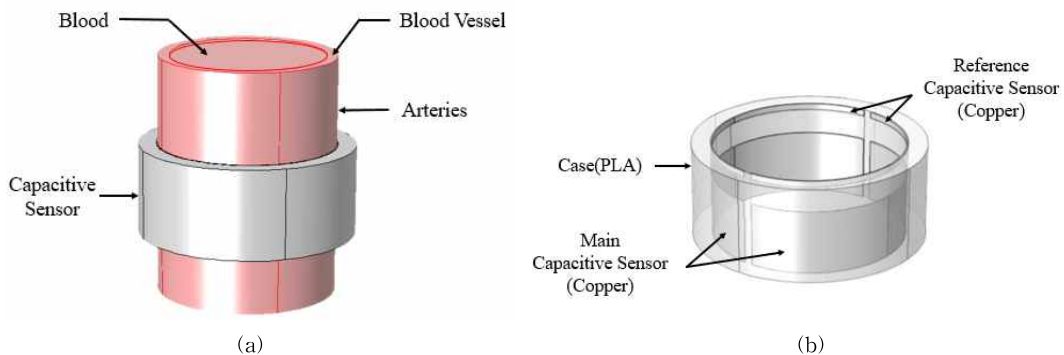 Blood
Blood Vessel
Arteries
Capacitive
Sensor
(a)
Reference
Capacitive Sensor
(Copper)
Case(PLA)
Main
Capacitive Sensor
(Copper)
(b)